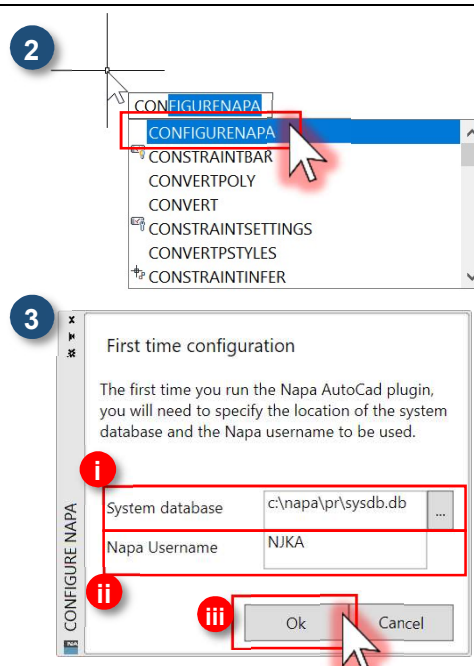 2
CONFIGURENAPA
CONFIGURENAPA
CONSTRAINTBAR
CONVERTPOLY
CONVERT
CONSTRAINTSETTINGS
CONVERTPSTYLES
CONSTRAINTINFER
3
First time configuration
The first time you run the Napa AutoCad plugin,
you will need to specify the location of the system
database and the Napa username to be used.
i
System database c:\napa\pr\sysdb.db ...
Napa Username NJKA
ii
iii
Ok Cancel
CONFIGURE NAPA
NA